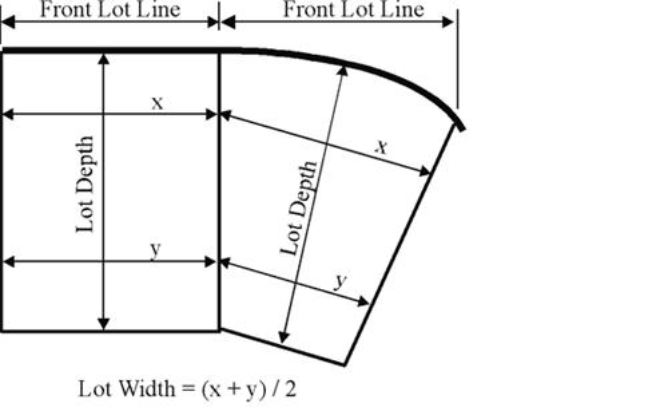 Front Lot Line
Front Lot Line
x
x
Lot Depth
Lot Depth
y
y
Lot Width = (x + y) / 2